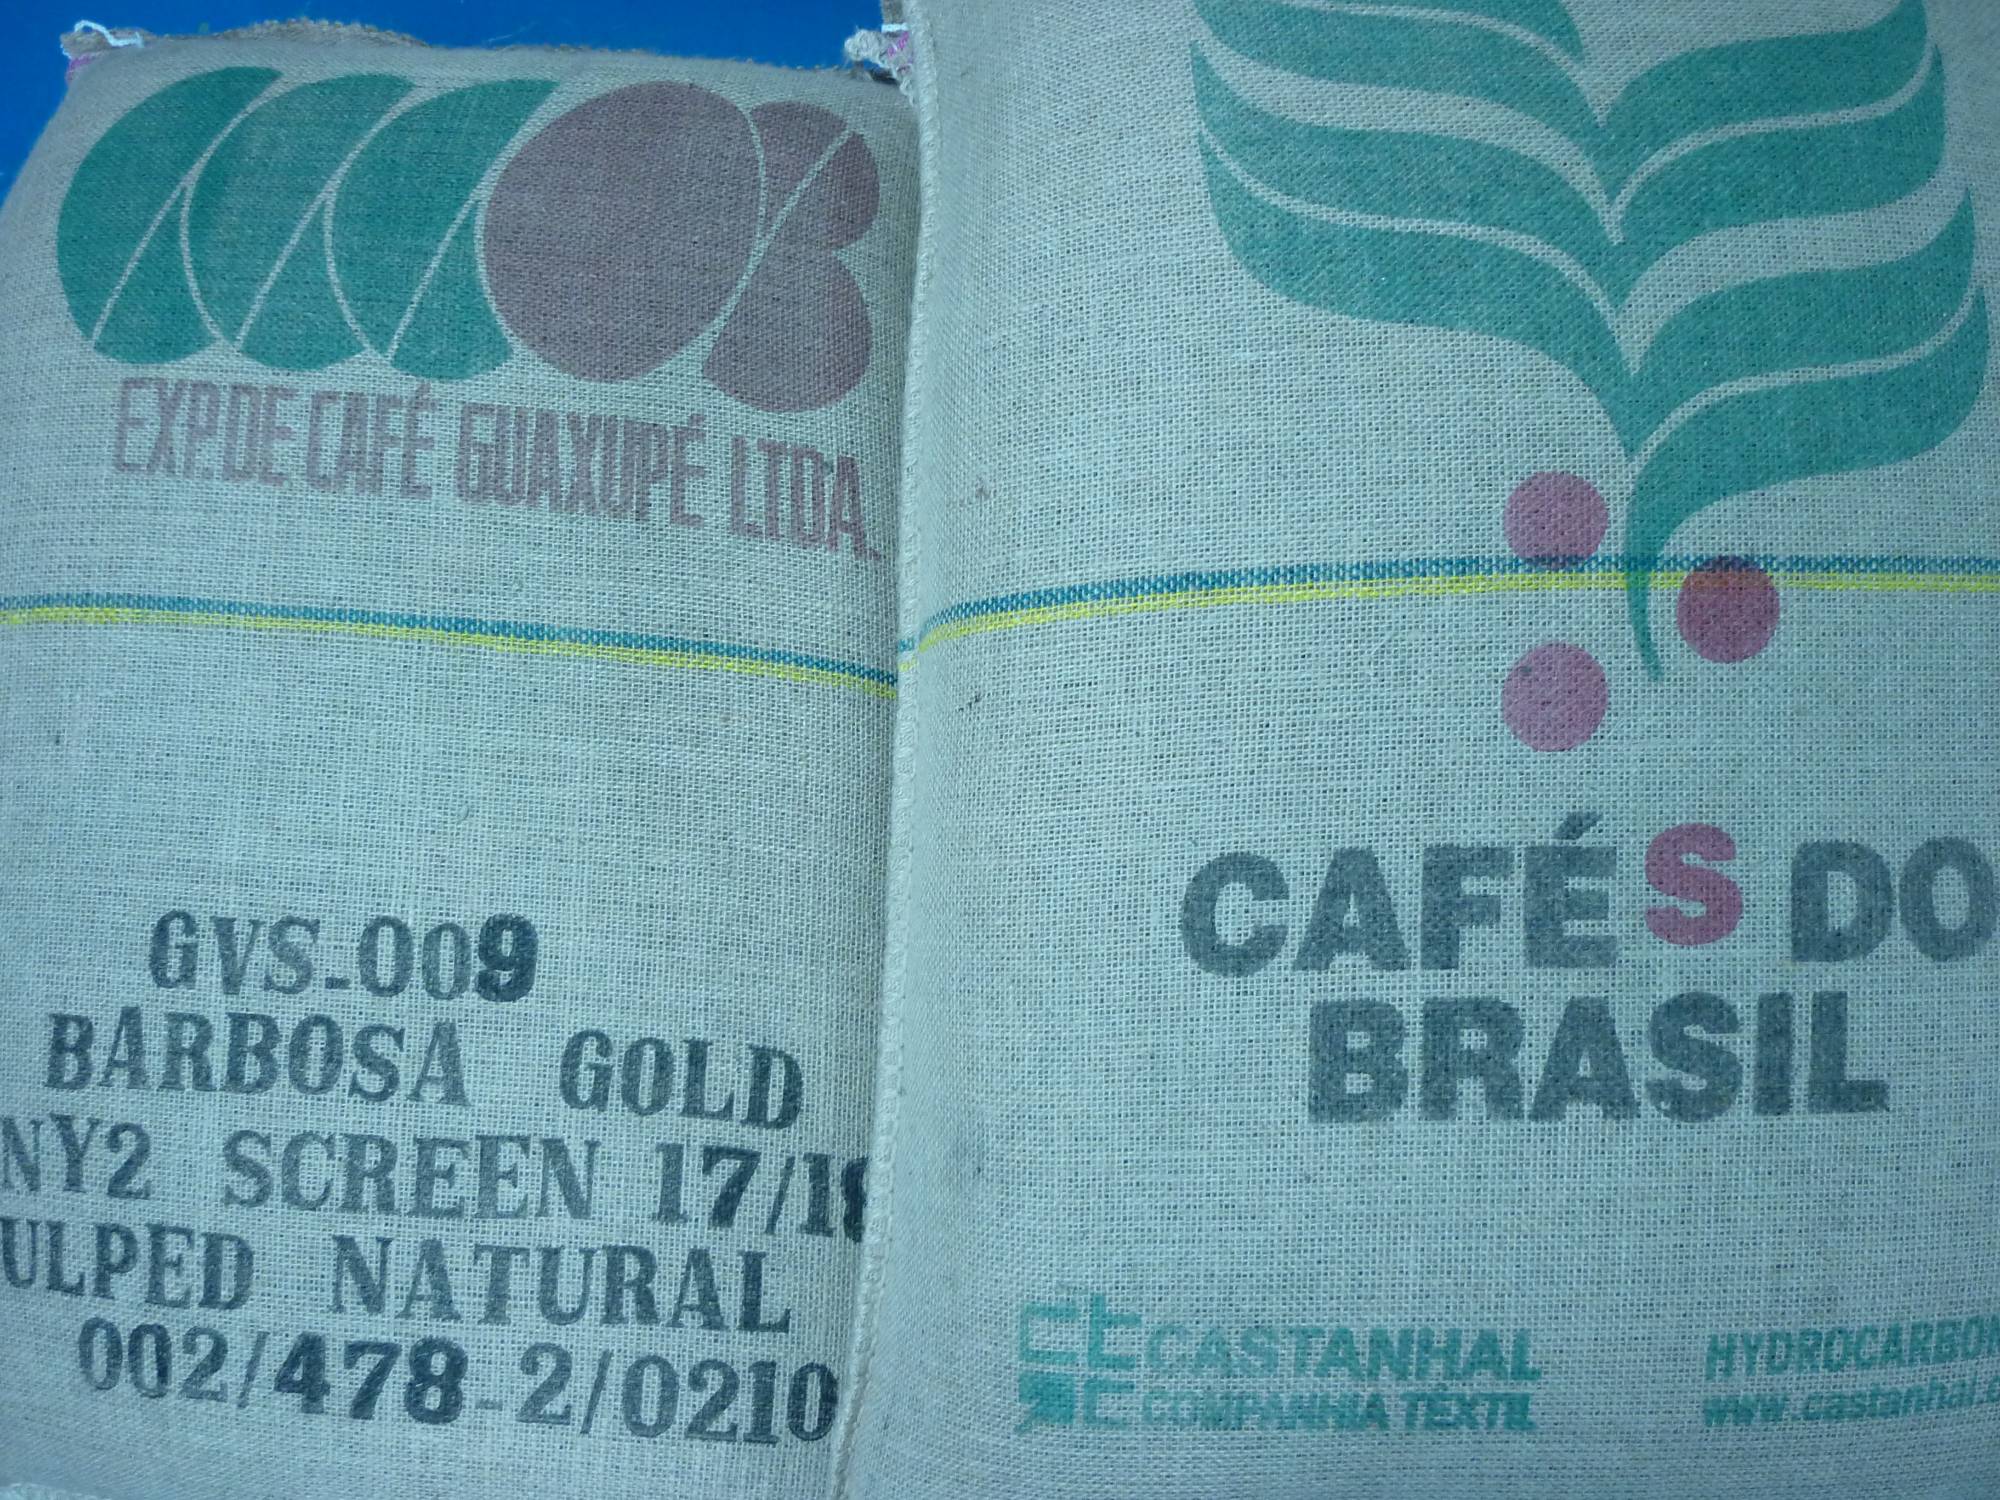 EXP.DE CAFÉ GUAXUPÉ LTDA.
GVS-009
BARBOSA GOLD
NY2 SCREEN 17/18
ULPED NATURAL
002/478-2/0210
CAFÉS DO
BRASIL
CASTANHAL
COMPANHIA TÊXTIL
HYDROCARBON
www.castanhal.